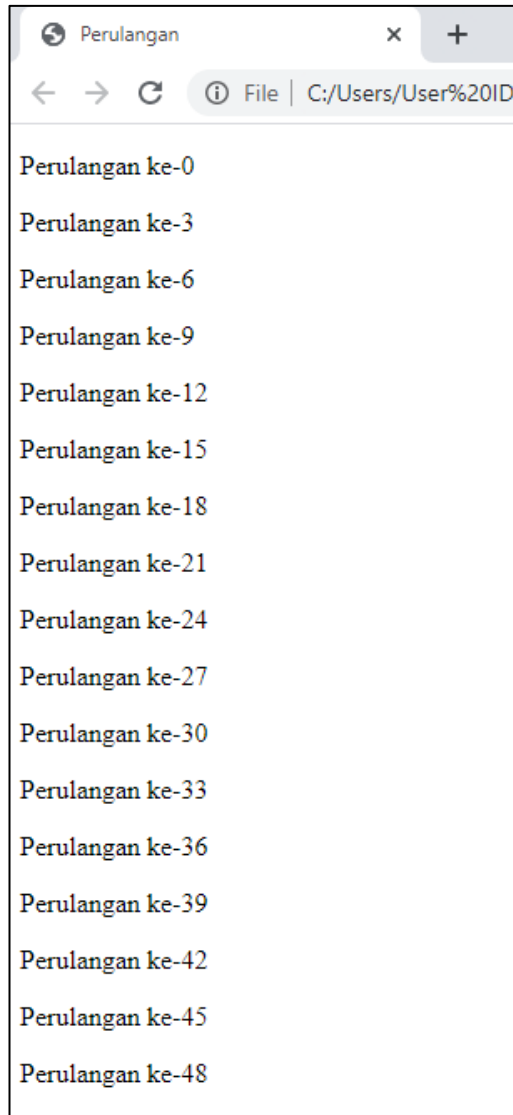 Perulangan
File | C:/Users/User%20ID
Perulangan ke-0
Perulangan ke-3
Perulangan ke-6
Perulangan ke-9
Perulangan ke-12
Perulangan ke-15
Perulangan ke-18
Perulangan ke-21
Perulangan ke-24
Perulangan ke-27
Perulangan ke-30
Perulangan ke-33
Perulangan ke-36
Perulangan ke-39
Perulangan ke-42
Perulangan ke-45
Perulangan ke-48